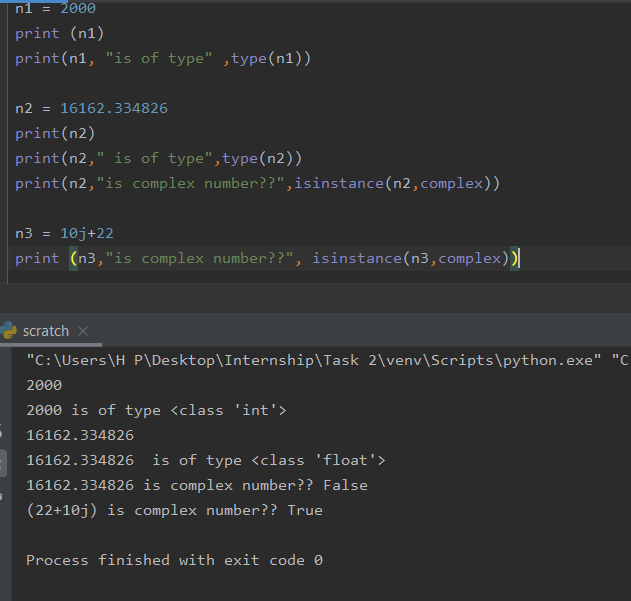 n1 = 2000
print (n1)
print(n1, "is of type" ,type(n1))
n2 = 16162.334826
print(n2)
print(n2," is of type",type(n2))
print(n2,"is complex number??",isinstance(n2,complex))
n3 = 10j+22
print (n3,"is complex number??", isinstance(n3,complex))
scratch
"C:\Users\H P\Desktop\Internship\Task 2\venv\Scripts\python.exe" "C
2000
2000 is of type <class 'int'>
16162.334826
16162.334826  is of type <class 'float'>
16162.334826 is complex number?? False
(22+10j) is complex number?? True
Process finished with exit code 0